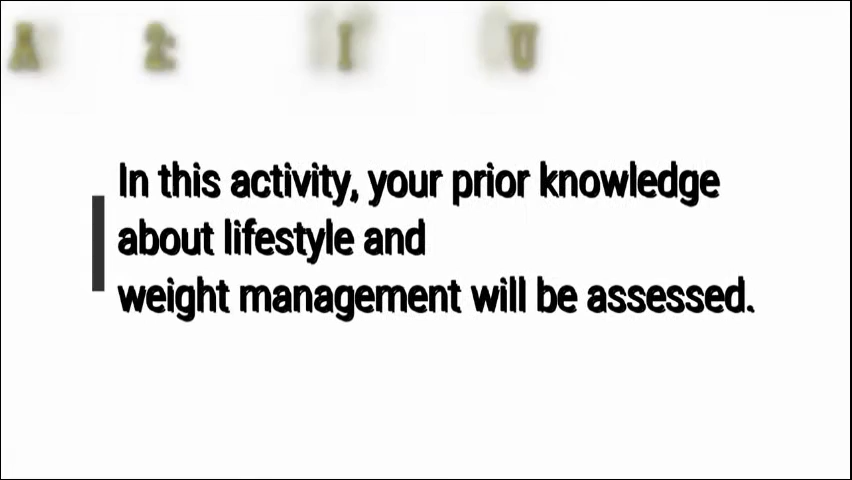 In this activity, your prior knowledge
about lifestyle and
weight management will be assessed.